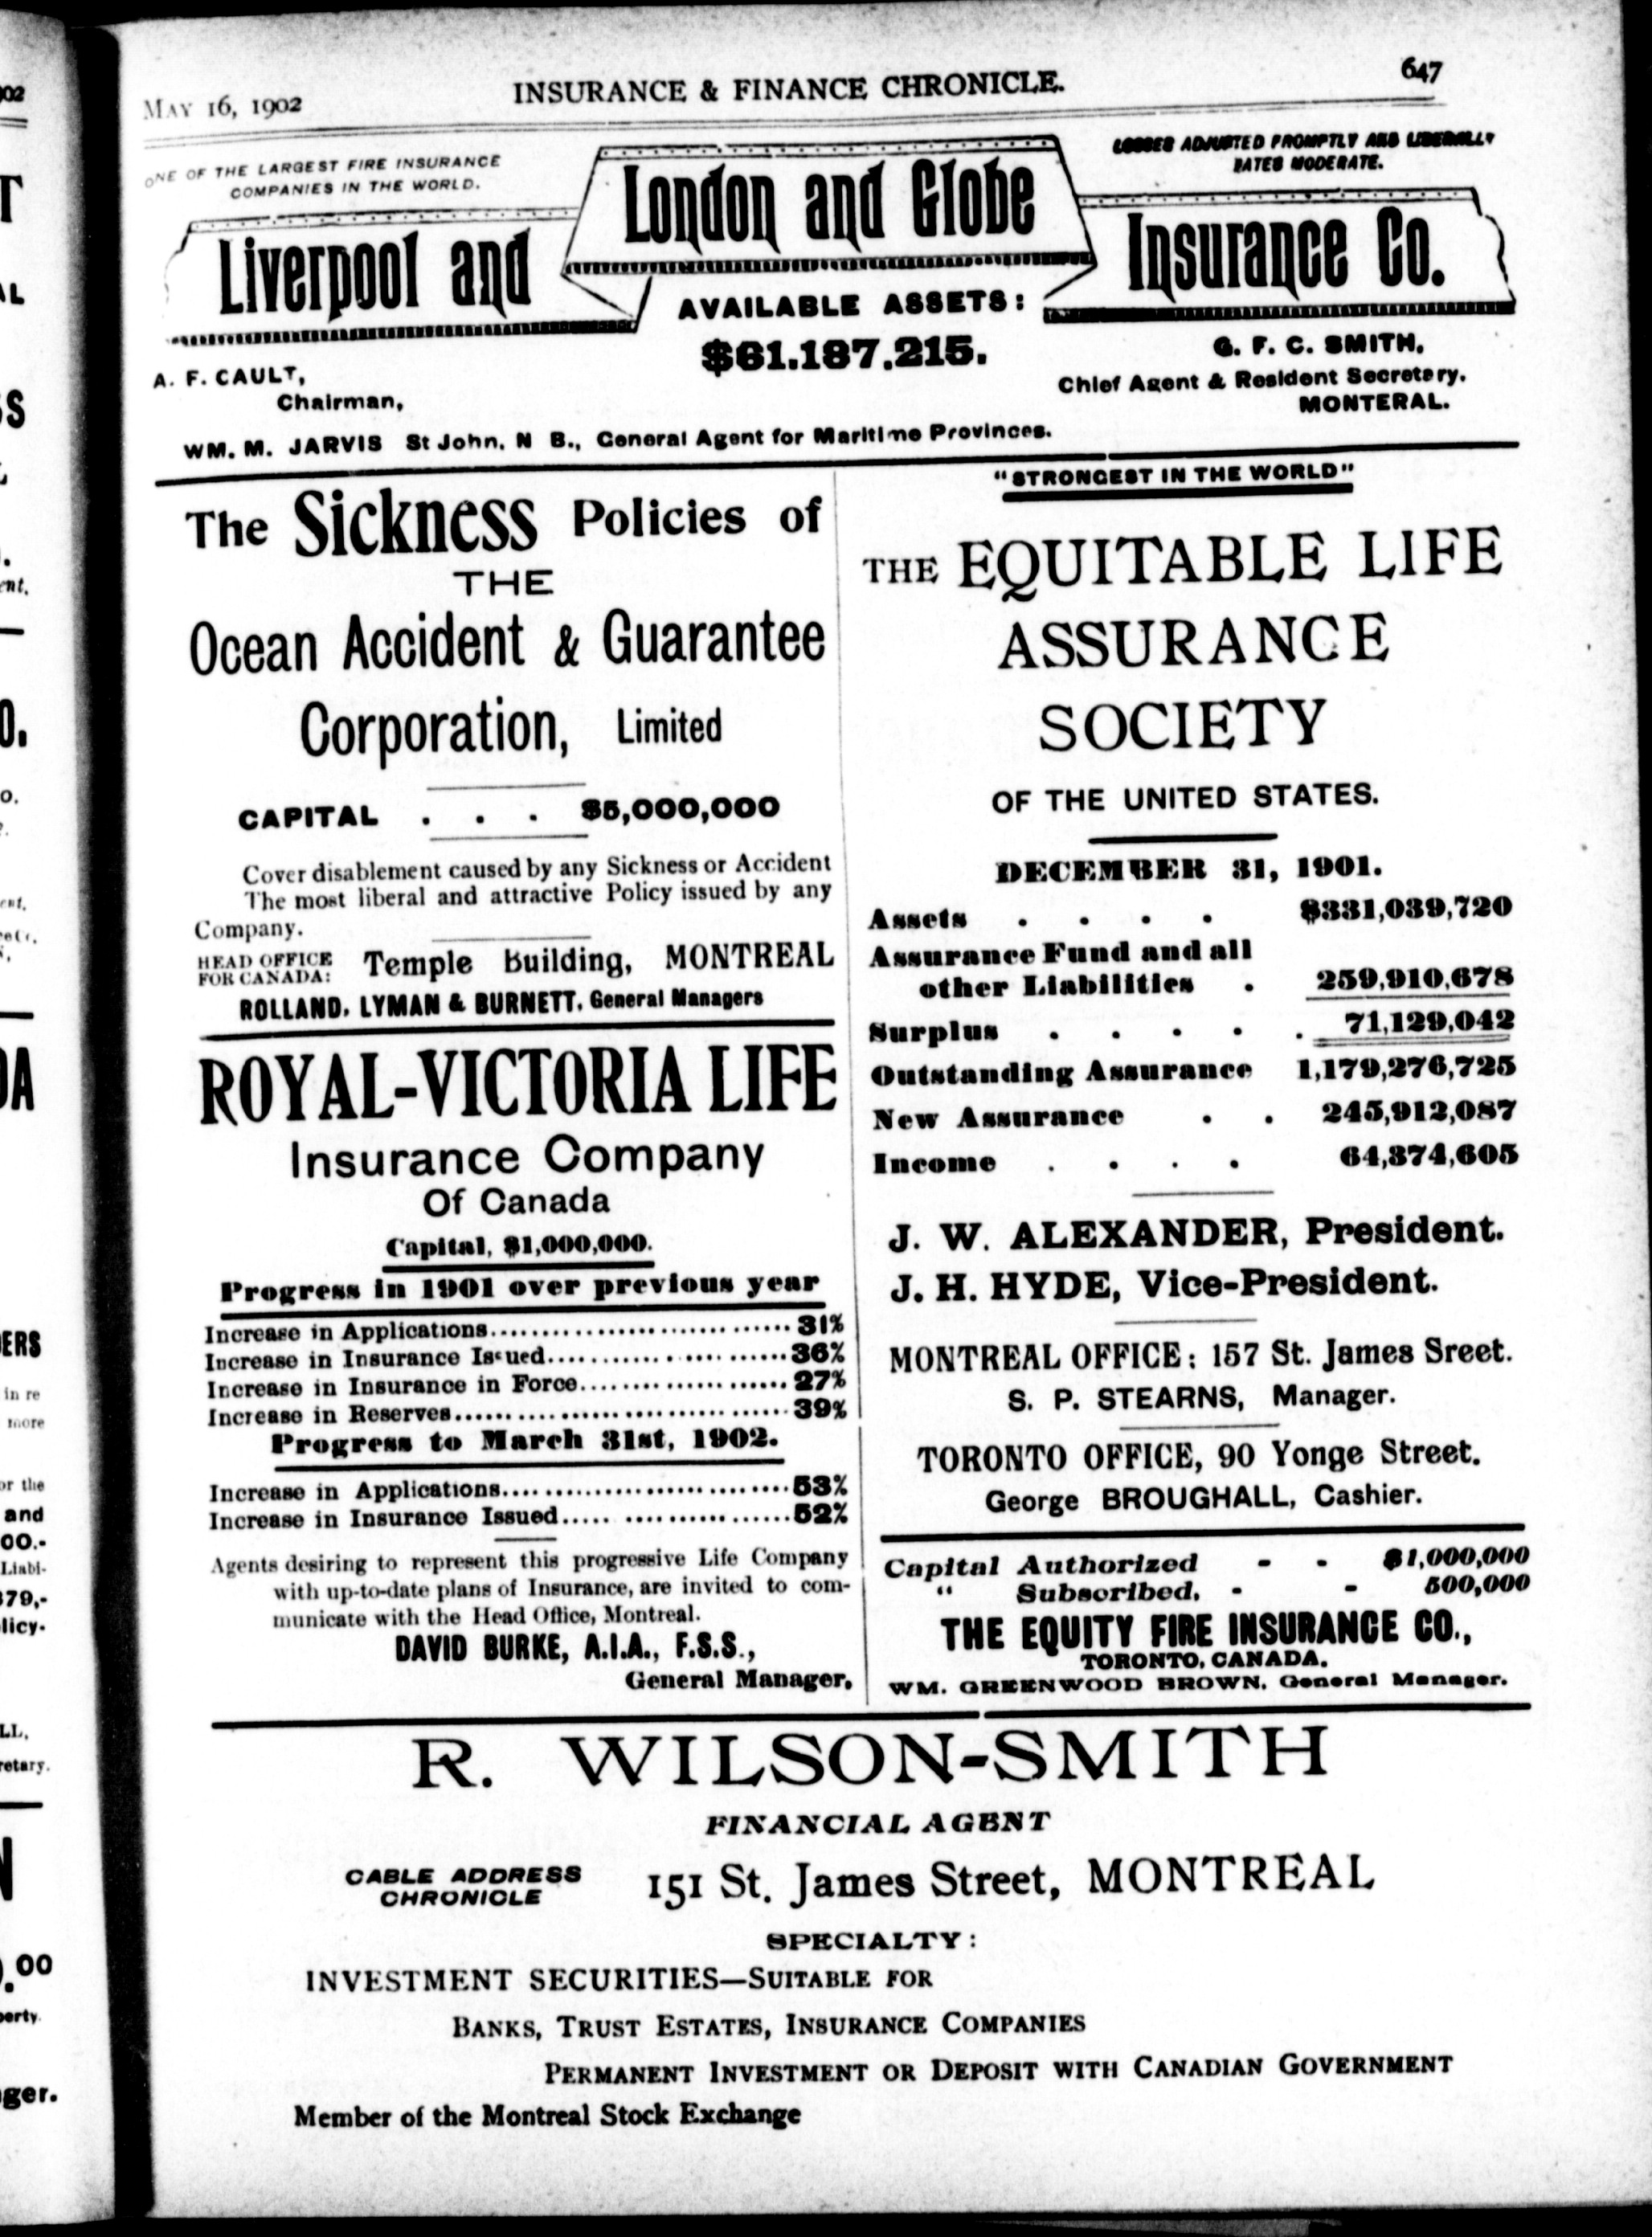 MAY 16, 1902
INSURANCE & FINANCE CHRONICLE.
647
ONE OF THE LARGEST FIRE INSURANCE
COMPANIES IN THE WORLD.
LOSSES ADJUSTED PROMPTLY AND LIBERALLY
RATES MODERATE.
Liverpool and London and Globe Insurance Co.
AVAILABLE ASSETS:
$61.187.215.
A. F. CAULT,
Chairman,
G. F. C. SMITH,
Chief Agent & Resident Secretary.
MONTERAL.
WM. M. JARVIS St John. N B., General Agent for Maritime Provinces.
The Sickness Policies of
THE
Ocean Accident & Guarantee
Corporation, Limited
CAPITAL . . . $5,000,000
Cover disablement caused by any Sickness or Accident
The most liberal and attractive Policy issued by any
Company.
HEAD OFFICE
FOR CANADA:
Temple Building, MONTREAL
ROLLAND, LYMAN & BURNETT, General Managers
ROYAL-VICTORIA LIFE
Insurance Company
Of Canada
Capital, $1,000,000.
Progress in 1901 over previous year
Increase in Applications........................................ 31%
Increase in Insurance Issued........................36%
Increase in Insurance in Force..................... 27%
Increase in Reserves..................................39%
Progress to March 31st, 1902.
Increase in Applications............................53%
Increase in Insurance Issued..... ................52%
Agents desiring to represent this progressive Life Company
with up-to-date plans of Insurance, are invited to com-
municate with the Head Office, Montreal.
DAVID BURKE, A.I.A., F.S.S.,
General Manager,
"STRONGEST IN THE WORLD"
THE EQUITABLE LIFE
ASSURANCE
SOCIETY
OF THE UNITED STATES.
DECEMBER 31, 1901.
Assets . . . . $331,039,720
Assurance Fund and all
other Liabilities . 259,910,678
Surplus . . . . . 71,129,042
Outstanding Assurance 1,179,276,725
New Assurance . . 245,912,087
Income . . . . 64,374,605
J. W. ALEXANDER, President.
J. H. HYDE, Vice-President.
MONTREAL OFFICE: 157 St. James Sreet.
S. P. STEARNS, Manager.
TORONTO OFFICE, 90 Yonge Street.
George BROUGHALL, Cashier.
Capital Authorized - - $1,000,000
" Subscribed, - - 500,000
THE EQUITY FIRE INSURANCE CO.,
TORONTO, CANADA.
WM. GREENWOOD BROWN, General Manager.
R. WILSON-SMITH
FINANCIAL AGENT
CABLE ADDRESS
CHRONICLE
151 St. James Street, MONTREAL
SPECIALTY:
INVESTMENT SECURITIES—SUITABLE FOR
BANKS, TRUST ESTATES, INSURANCE COMPANIES
PERMANENT INVESTMENT OR DEPOSIT WITH CANADIAN GOVERNMENT
Member of the Montreal Stock Exchange